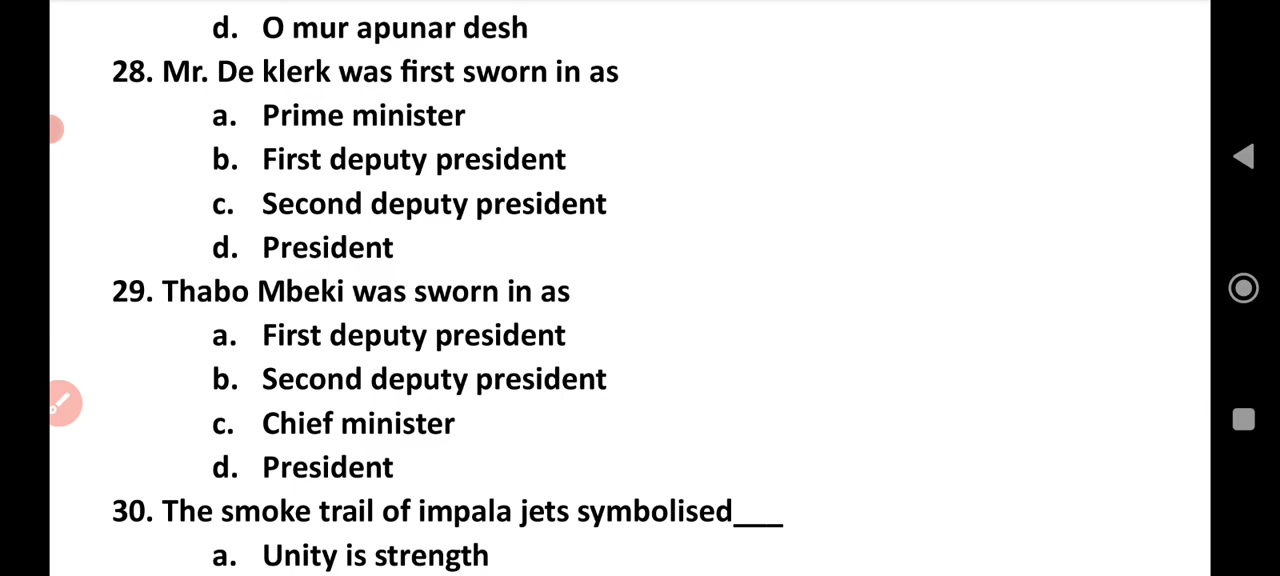 d. O mur apunar desh
28. Mr. De klerk was first sworn in as
a. Prime minister
b. First deputy president
c. Second deputy president
d. President
29. Thabo Mbeki was sworn in as
a. First deputy president
b. Second deputy president
c. Chief minister
d. President
30. The smoke trail of impala jets symbolised___
a. Unity is strength